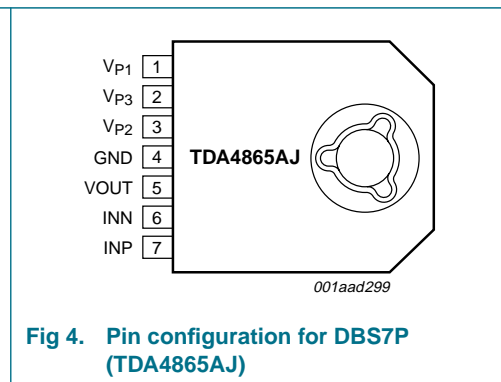 VP1 1
VP3 2
VP2 3
GND 4 TDA4865AJ
VOUT 5
INN 6
INP 7
001aad299
Fig 4. Pin configuration for DBS7P
(TDA4865AJ)